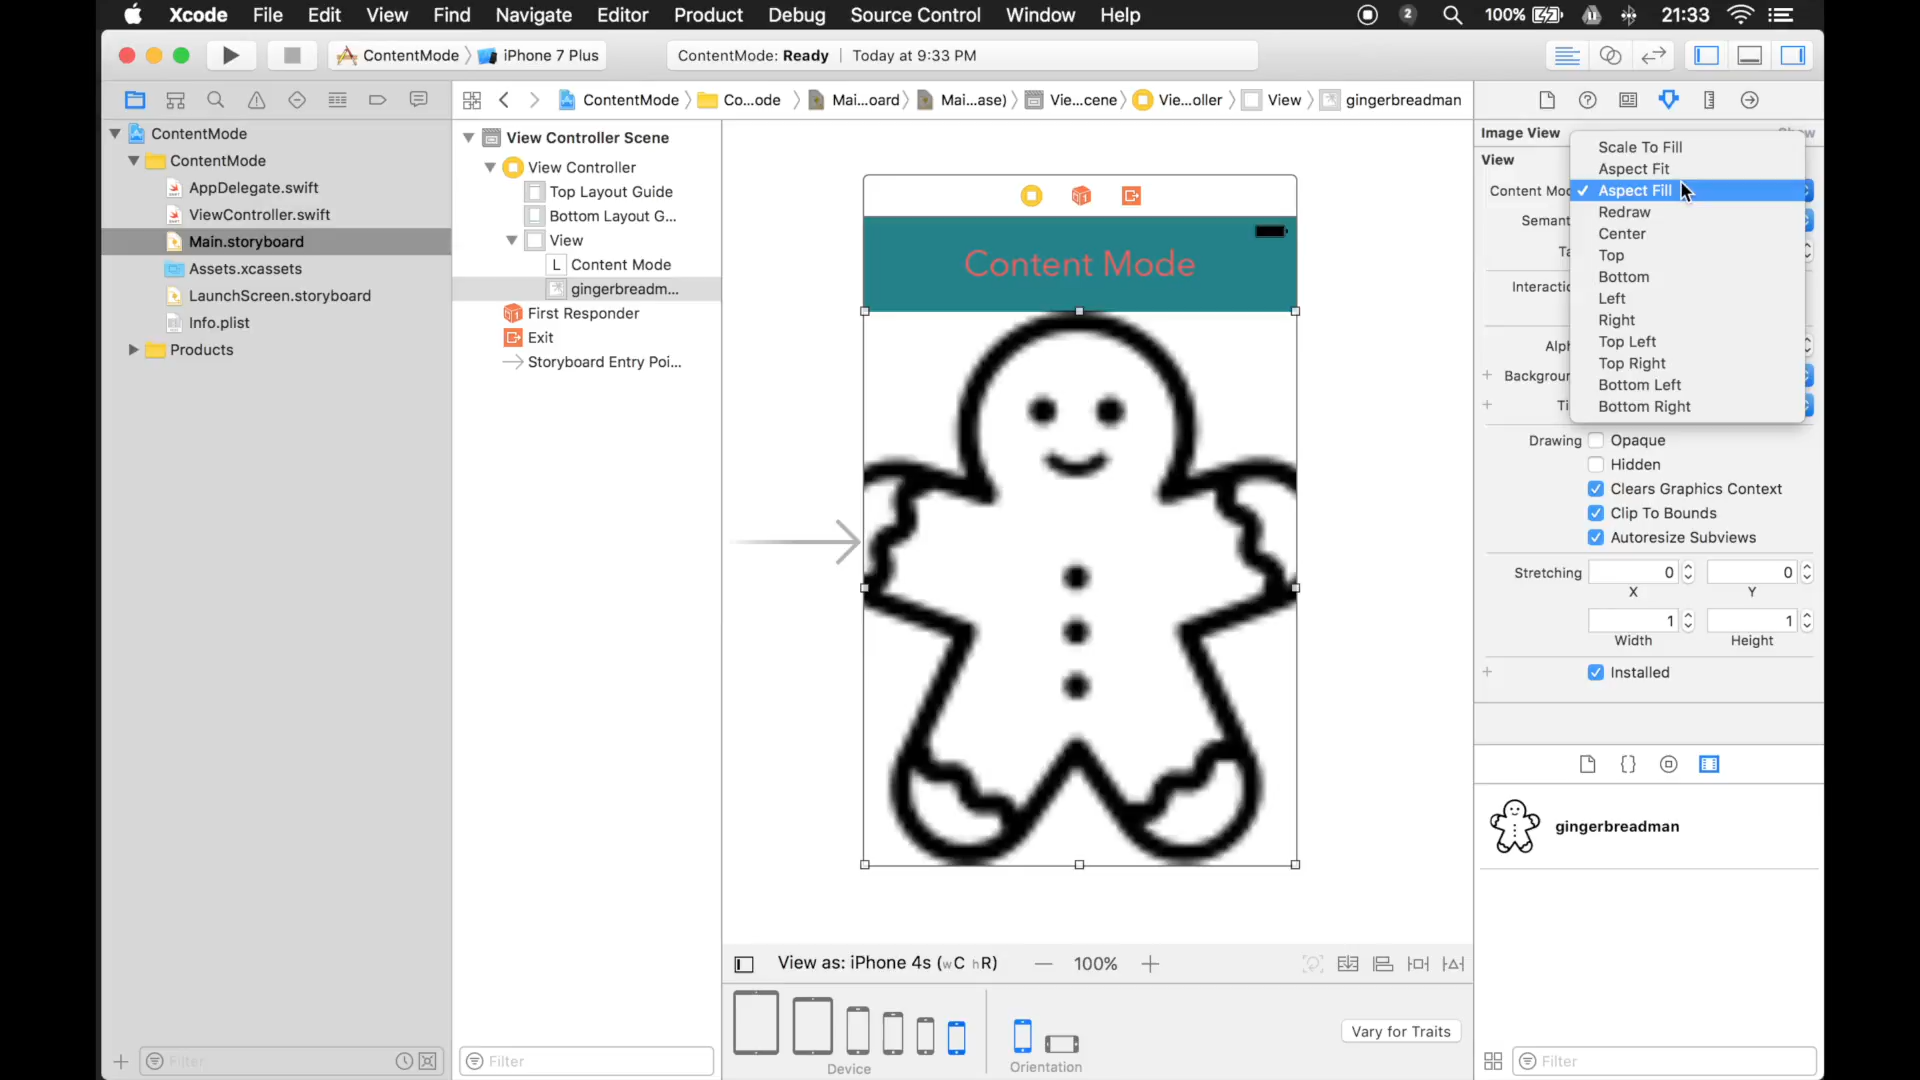 Xcode File Edit View Find Navigate Editor Product Debug Source Control Window Help 2 100% 21:33
ContentMode iPhone 7 Plus ContentMode: Ready Today at 9:33 PM
ContentMode Co...ode Mai...oard Mai...ase) Vie...cene Vie...oller View gingerbreadman
ContentMode
ContentMode
AppDelegate.swift
ViewController.swift
Main.storyboard
Assets.xcassets
LaunchScreen.storyboard
Info.plist
Products
View Controller Scene
View Controller
Top Layout Guide
Bottom Layout G...
View
L Content Mode
gingerbreadm...
First Responder
Exit
Storyboard Entry Poi...
Content Mode
Image View
View
Content Mod
Semant
Ta
Interactio
Alph
Backgroun
Ti
Scale To Fill
Aspect Fit
Aspect Fill
Redraw
Center
Top
Bottom
Left
Right
Top Left
Top Right
Bottom Left
Bottom Right
Drawing Opaque
Hidden
Clears Graphics Context
Clip To Bounds
Autoresize Subviews
Stretching 0 0
X Y
1 1
Width Height
Installed
gingerbreadman
View as: iPhone 4s (wC hR) 100%
Vary for Traits
Device Orientation
Filter Filter Filter